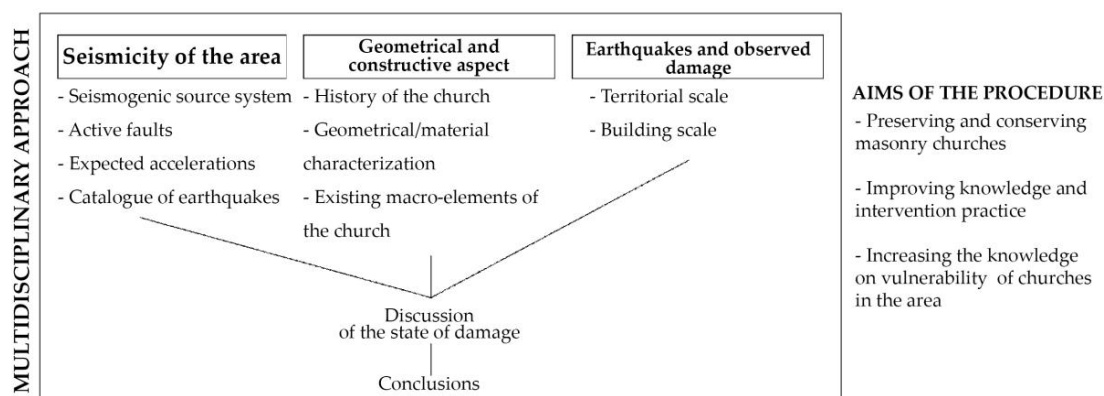 MULTIDISCIPLINARY APPROACH
Seismicity of the area
- Seismogenic source system
- Active faults
- Expected accelerations
- Catalogue of earthquakes
Geometrical and
constructive aspect
- History of the church
- Geometrical/material
characterization
- Existing macro-elements of
the church
Earthquakes and observed
damage
- Territorial scale
- Building scale
Discussion
of the state of damage
Conclusions
AIMS OF THE PROCEDURE
- Preserving and conserving
masonry churches
- Improving knowledge and
intervention practice
- Increasing the knowledge
on vulnerability of churches
in the area